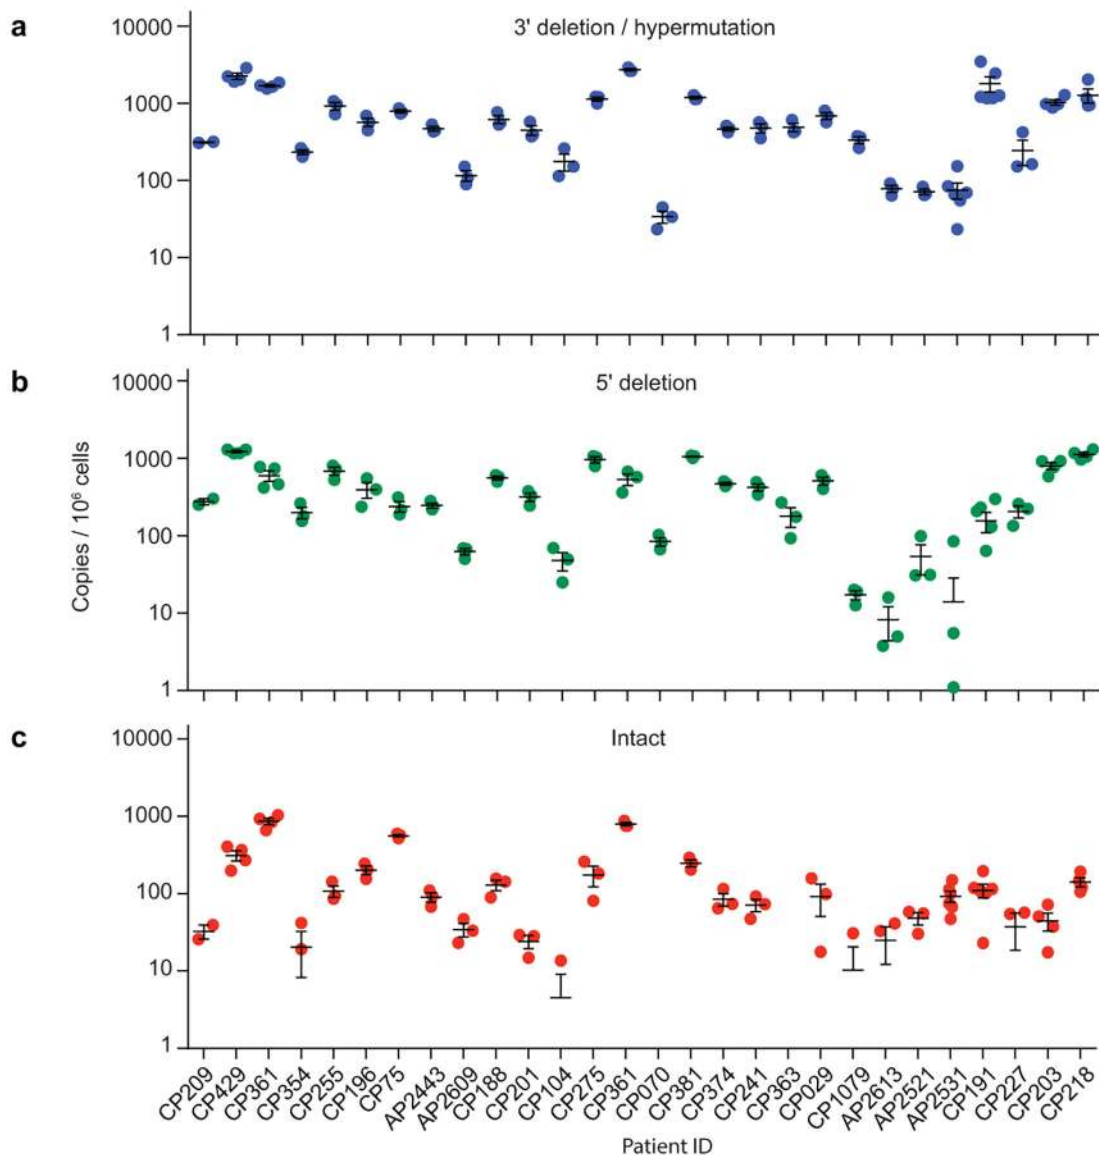 a
3' deletion / hypermutation
10000
1000
100
10
1
b
5' deletion
10000
1000
100
10
1
Copies / 10⁶ cells
c
Intact
10000
1000
100
10
1
CP209
CP429
CP361
CP354
CP255
CP196
CP75
AP2443
AP2609
CP188
CP201
CP104
CP275
CP361
CP070
CP381
CP374
CP241
CP363
CP029
CP1079
AP2613
AP2521
AP2531
CP191
CP227
CP203
CP218
Patient ID